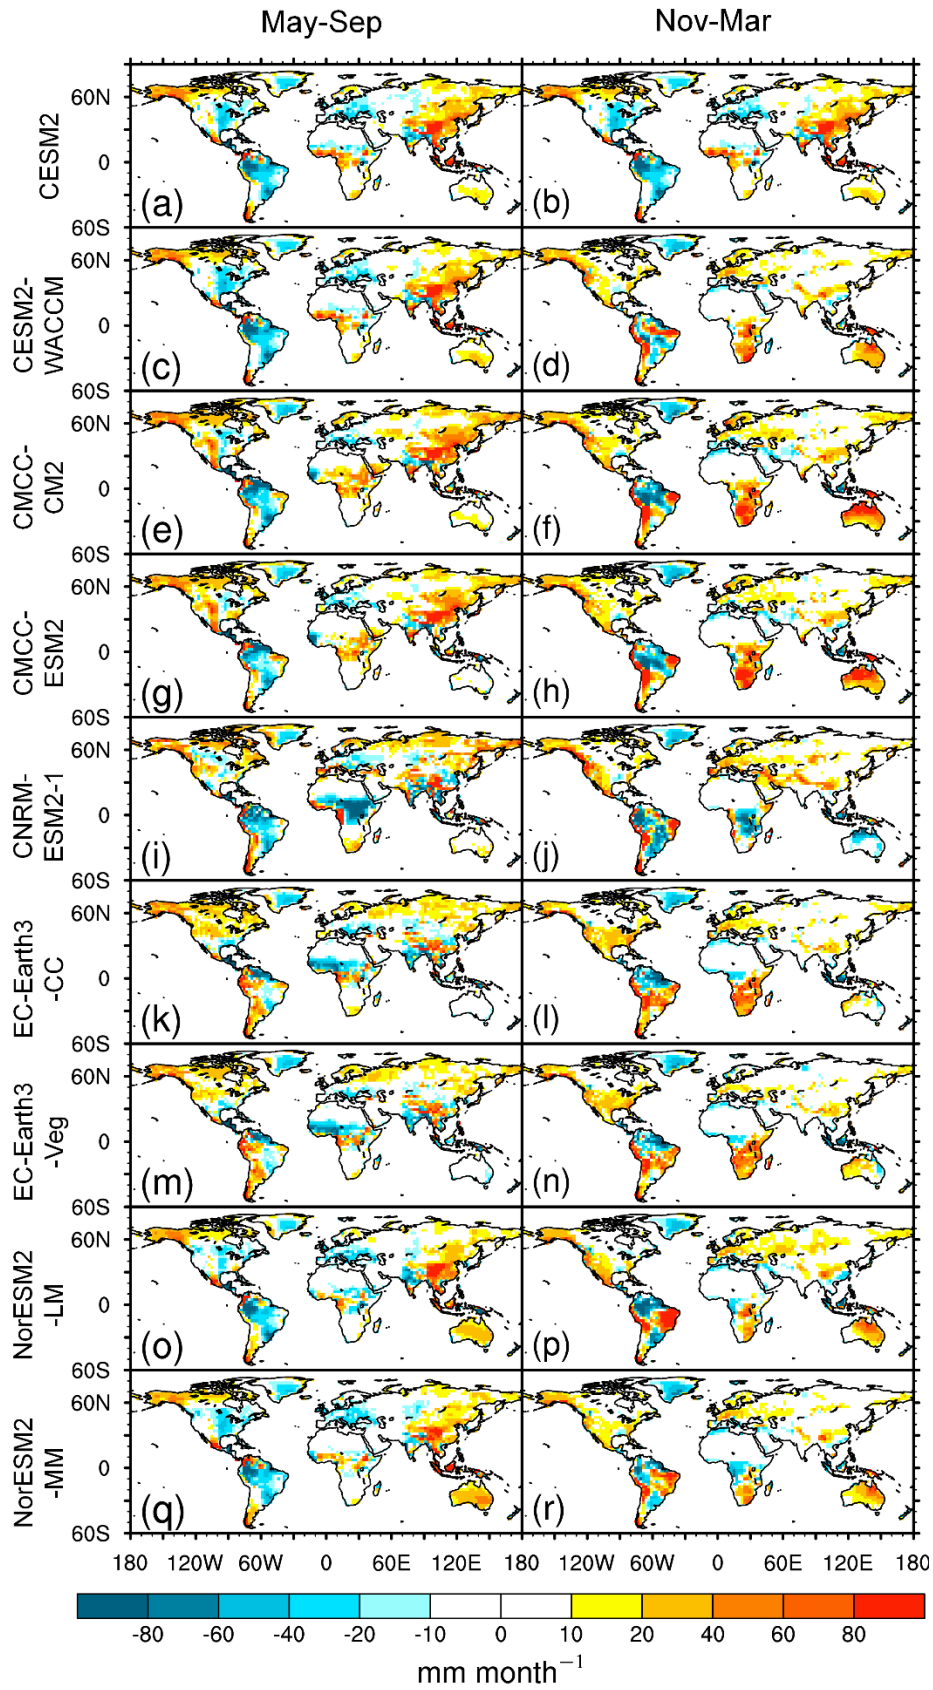 May-Sep Nov-Mar
CESM2
60N
0
60S
(a) (b)
CESM2-
WACCM
60N
0
60S
(c) (d)
CMCC-
CM2
60N
0
60S
(e) (f)
CMCC-
ESM2
60N
0
60S
(g) (h)
CNRM-
ESM2-1
60N
0
60S
(i) (j)
EC-Earth3
-CC
60N
0
60S
(k) (l)
EC-Earth3
-Veg
60N
0
60S
(m) (n)
NorESM2
-LM
60N
0
60S
(o) (p)
NorESM2
-MM
60N
0
60S
(q) (r)
180 120W 60W 0 60E 120E 180 120W 60W 0 60E 120E 180
-80 -60 -40 -20 -10 0 10 20 40 60 80
mm month⁻¹